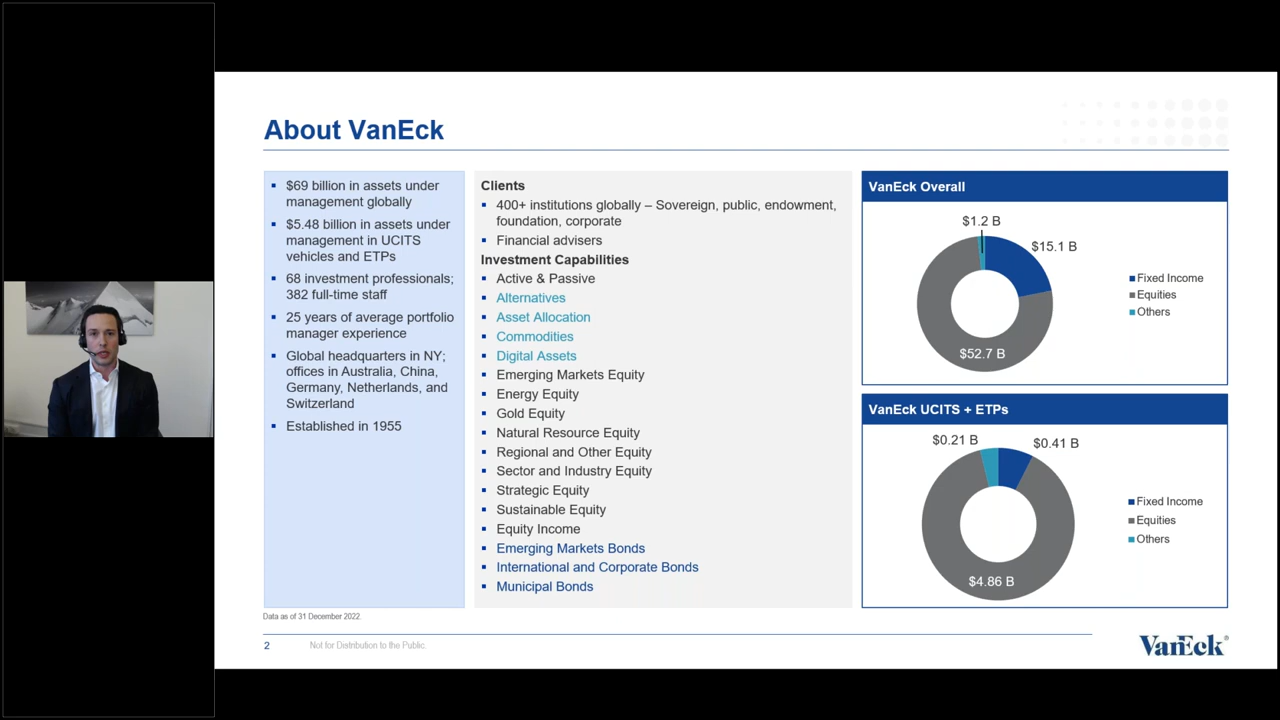 About VanEck
$69 billion in assets under
management globally
$5.48 billion in assets under
management in UCITS
vehicles and ETPs
68 investment professionals;
382 full-time staff
25 years of average portfolio
manager experience
Global headquarters in NY;
offices in Australia, China,
Germany, Netherlands, and
Switzerland
Established in 1955
Clients
400+ institutions globally – Sovereign, public, endowment,
foundation, corporate
Financial advisers
Investment Capabilities
Active & Passive
Alternatives
Asset Allocation
Commodities
Digital Assets
Emerging Markets Equity
Energy Equity
Gold Equity
Natural Resource Equity
Regional and Other Equity
Sector and Industry Equity
Strategic Equity
Sustainable Equity
Equity Income
Emerging Markets Bonds
International and Corporate Bonds
Municipal Bonds
VanEck Overall
$1.2 B
$15.1 B
$52.7 B
Fixed Income
Equities
Others
VanEck UCITS + ETPs
$0.21 B
$0.41 B
$4.86 B
Fixed Income
Equities
Others
Data as of 31 December 2022.
2
Not for Distribution to the Public.
VanEck®